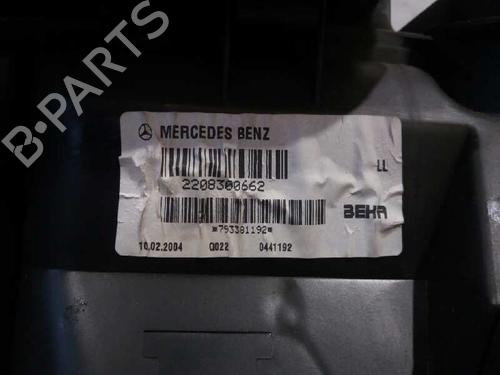 MERCEDES BENZ
2208300662
LL
BEHR
*793381192*
10.02.2004 Q022 0441192
B-PARTS